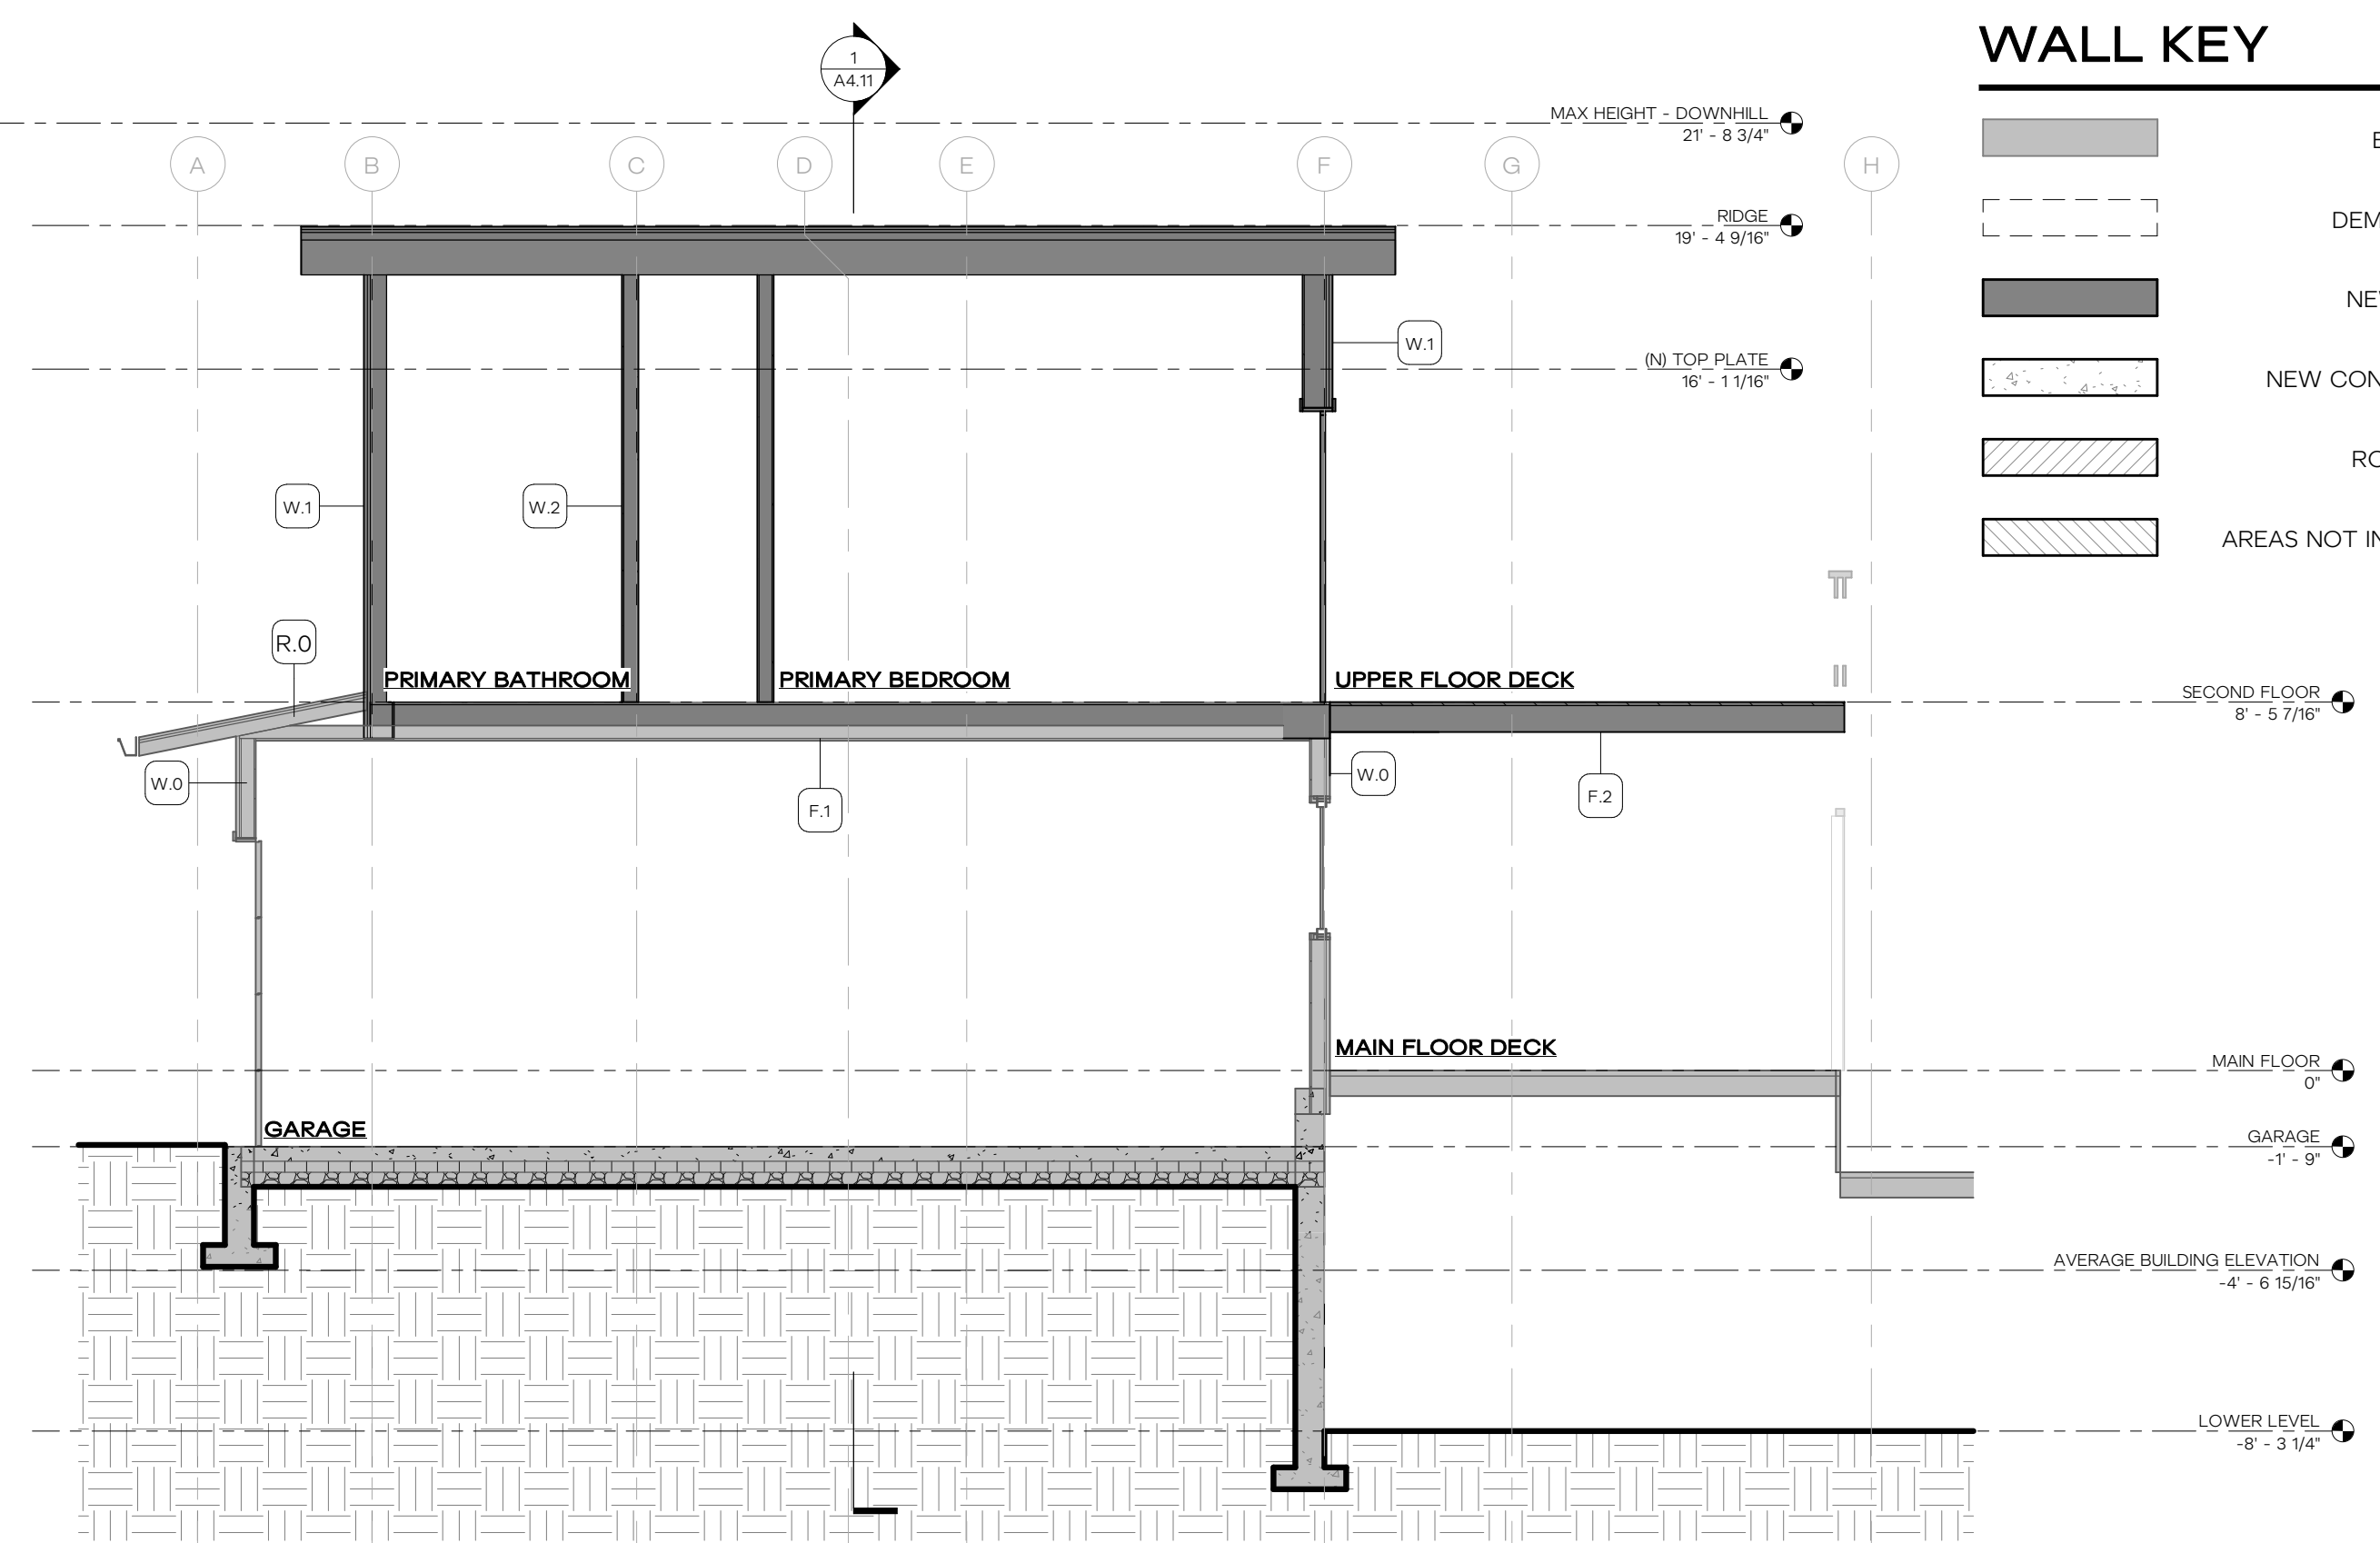 1
A4.11
WALL KEY
MAX HEIGHT - DOWNHILL
21' - 8 3/4"
A
B
C
D
E
F
G
H
RIDGE
19' - 4 9/16"
DEM
NE
W.1
(N) TOP PLATE
16' - 1 1/16"
NEW CON
W.1
W.2
AREAS NOT IN
R.0
PRIMARY BATHROOM
PRIMARY BEDROOM
UPPER FLOOR DECK
SECOND FLOOR
8' - 5 7/16"
W.0
F.1
W.0
F.2
MAIN FLOOR DECK
MAIN FLOOR
0"
GARAGE
GARAGE
-1' - 9"
AVERAGE BUILDING ELEVATION
-4' - 6 15/16"
LOWER LEVEL
-8' - 3 1/4"